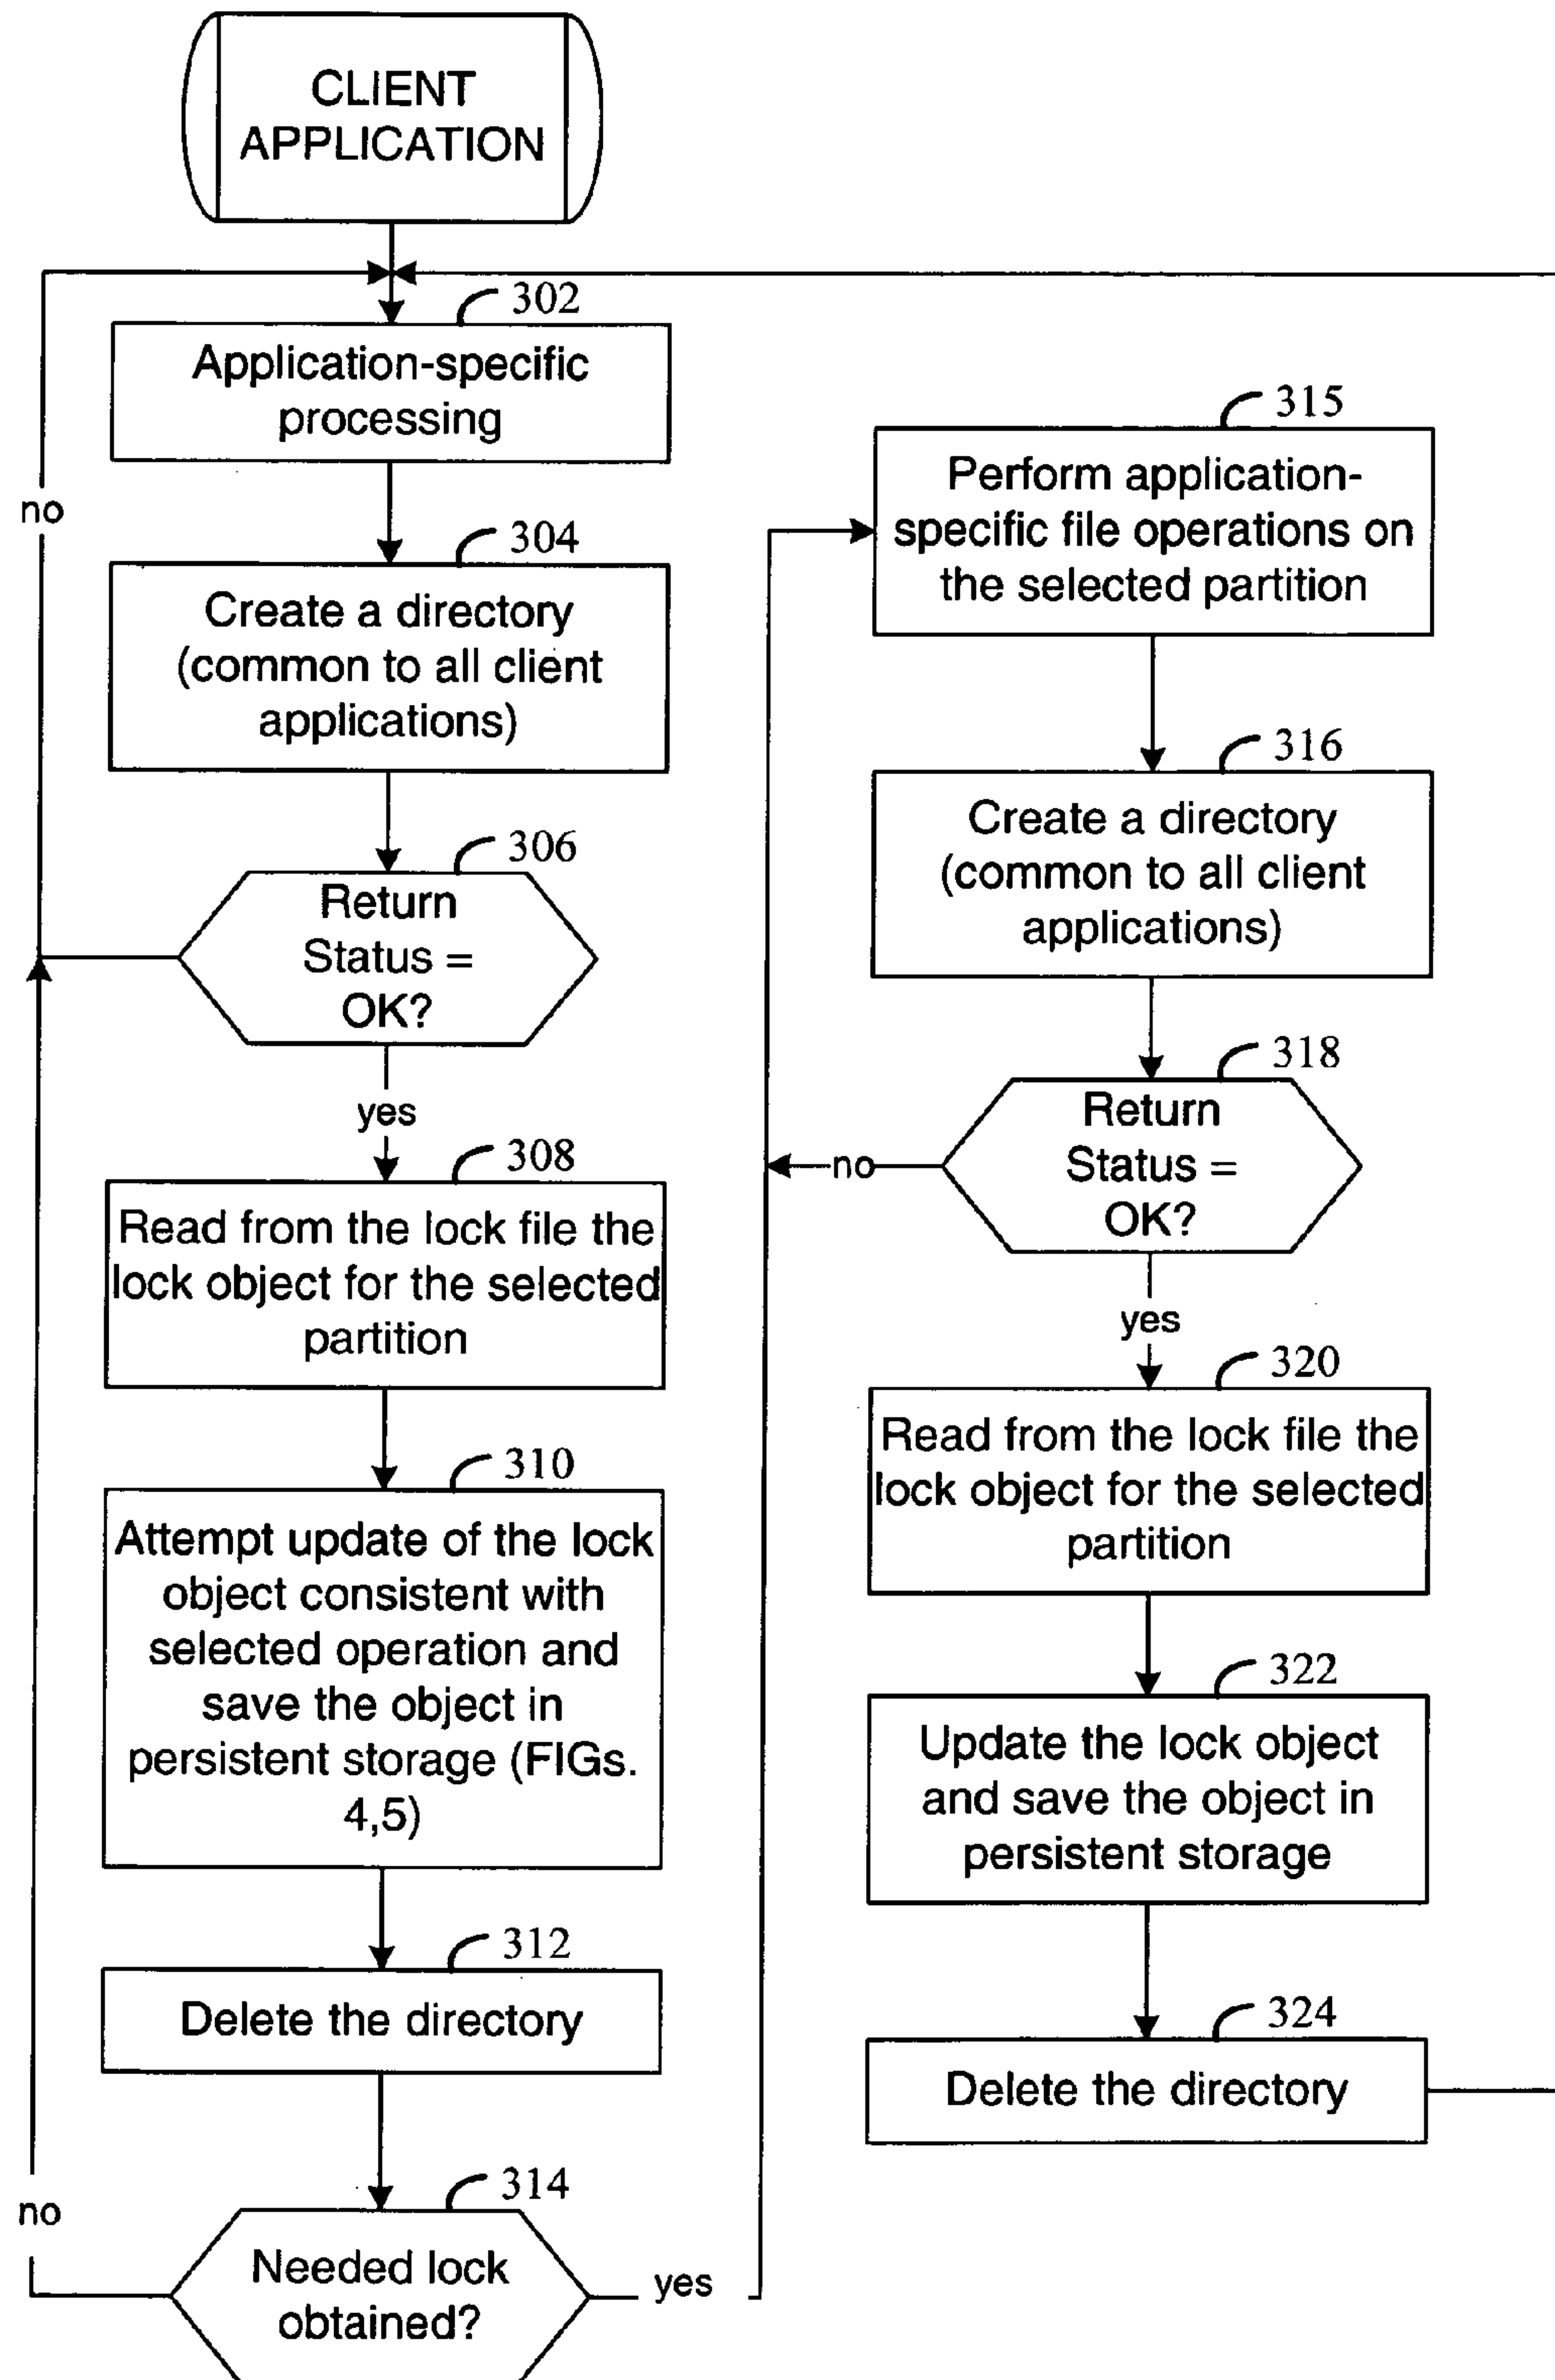 CLIENT
APPLICATION
302
Application-specific
processing
no
304
Create a directory
(common to all client
applications)
306
Return
Status =
OK?
yes
308
Read from the lock file the
lock object for the selected
partition
310
Attempt update of the lock
object consistent with
selected operation and
save the object in
persistent storage (FIGs.
4,5)
312
Delete the directory
314
no
Needed lock
obtained?
yes
315
Perform application-
specific file operations on
the selected partition
316
Create a directory
(common to all client
applications)
318
Return
Status =
OK?
no
yes
320
Read from the lock file the
lock object for the selected
partition
322
Update the lock object
and save the object in
persistent storage
324
Delete the directory